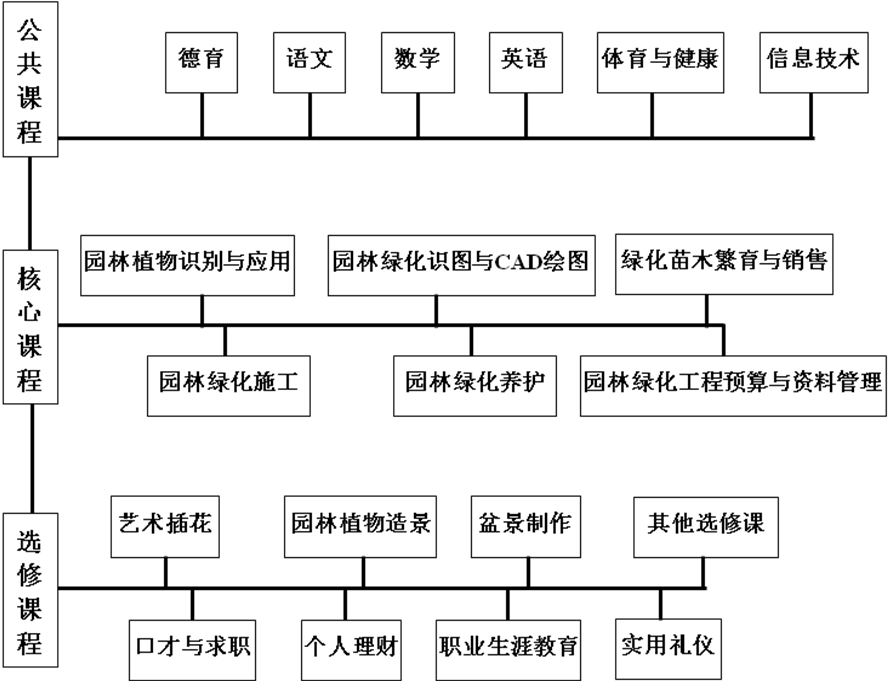 公共课程
德育
语文
数学
英语
体育与健康
信息技术
核心课程
园林植物识别与应用
园林绿化识图与CAD绘图
绿化苗木繁育与销售
园林绿化施工
园林绿化养护
园林绿化工程预算与资料管理
选修课程
艺术插花
园林植物造景
盆景制作
其他选修课
口才与求职
个人理财
职业生涯教育
实用礼仪